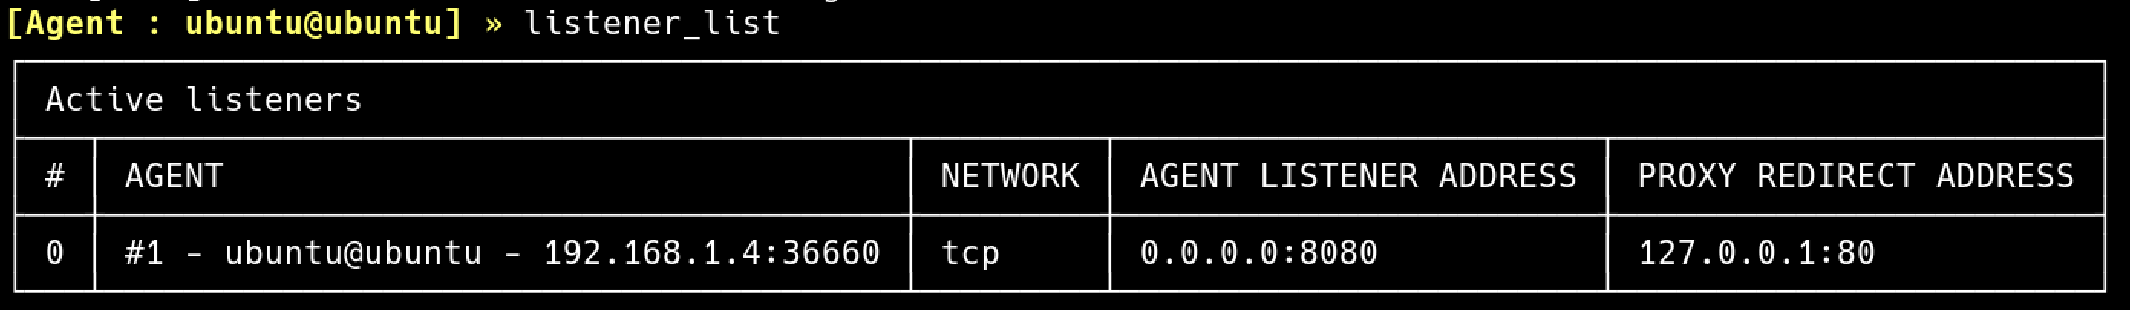 [Agent : ubuntu@ubuntu] » listener_list
Active listeners
# AGENT NETWORK AGENT LISTENER ADDRESS PROXY REDIRECT ADDRESS
0 #1 - ubuntu@ubuntu - 192.168.1.4:36660 tcp 0.0.0.0:8080 127.0.0.1:80